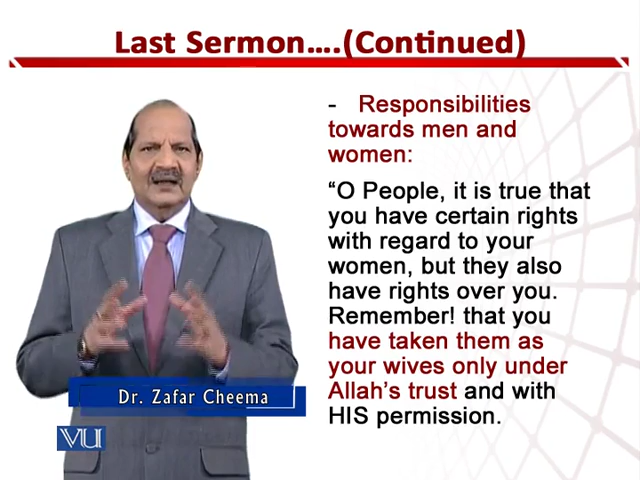 Last Sermon….(Continued)
- Responsibilities
towards men and
women:
“O People, it is true that
you have certain rights
with regard to your
women, but they also
have rights over you.
Remember! that you
have taken them as
your wives only under
Allah’s trust and with
HIS permission.
Dr. Zafar Cheema
VU